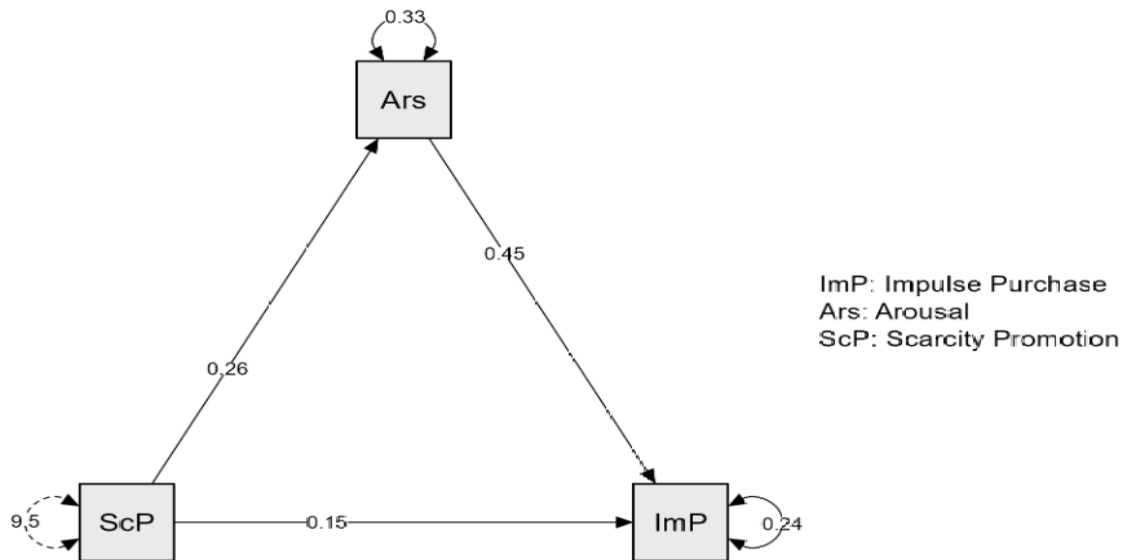 0.33
Ars
0.45
ImP: Impulse Purchase
Ars: Arousal
ScP: Scarcity Promotion
0.26
9.5
ScP
0.15
ImP
0.24